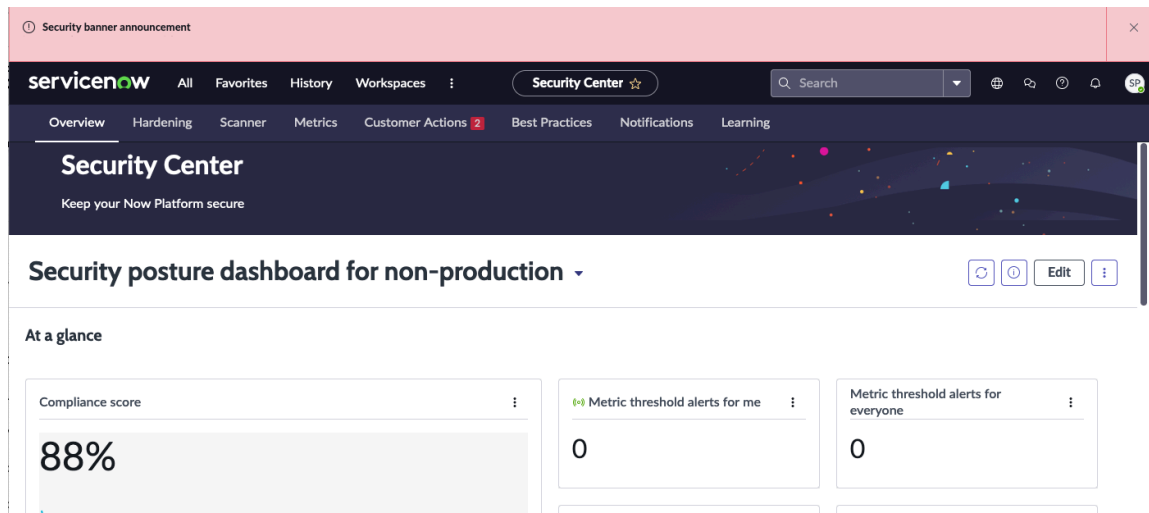 Security banner announcement
servicenow All Favorites History Workspaces Security Center Search SP
Overview Hardening Scanner Metrics Customer Actions 2 Best Practices Notifications Learning
Security Center
Keep your Now Platform secure
Security posture dashboard for non-production
Edit
At a glance
Compliance score
88%
Metric threshold alerts for me
0
Metric threshold alerts for
everyone
0